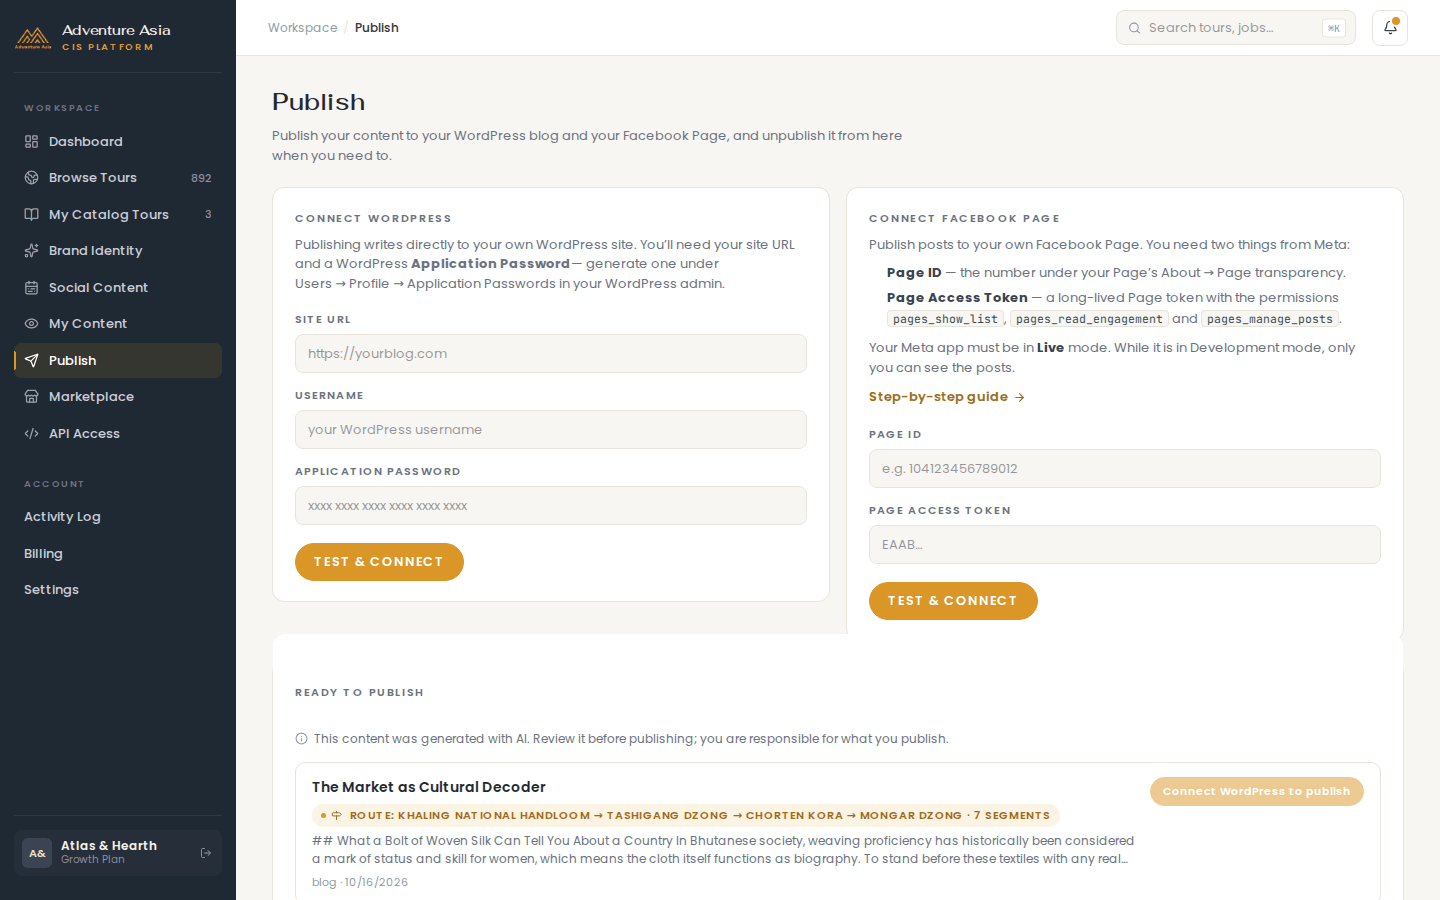 Adventure Asia
Adventure Asia
CIS PLATFORM
WORKSPACE
Dashboard
Browse Tours 892
My Catalog Tours 3
Brand Identity
Social Content
My Content
Publish
Marketplace
API Access
ACCOUNT
Activity Log
Billing
Settings
A& Atlas & Hearth
Growth Plan
Workspace / Publish
Search tours, jobs... ⌘K
Publish
Publish your content to your WordPress blog and your Facebook Page, and unpublish it from here
when you need to.
CONNECT WORDPRESS
Publishing writes directly to your own WordPress site. You’ll need your site URL
and a WordPress Application Password — generate one under
Users → Profile → Application Passwords in your WordPress admin.
SITE URL
https://yourblog.com
USERNAME
your WordPress username
APPLICATION PASSWORD
xxxx xxxx xxxx xxxx xxxx xxxx
TEST & CONNECT
CONNECT FACEBOOK PAGE
Publish posts to your own Facebook Page. You need two things from Meta:
Page ID — the number under your Page’s About → Page transparency.
Page Access Token — a long-lived Page token with the permissions
pages_show_list, pages_read_engagement and pages_manage_posts.
Your Meta app must be in Live mode. While it is in Development mode, only
you can see the posts.
Step-by-step guide →
PAGE ID
e.g. 104123456789012
PAGE ACCESS TOKEN
EAAB...
TEST & CONNECT
READY TO PUBLISH
This content was generated with AI. Review it before publishing; you are responsible for what you publish.
The Market as Cultural Decoder
Connect WordPress to publish
ROUTE: KHALING NATIONAL HANDLOOM → TASHIGANG DZONG → CHORTEN KORA → MONGAR DZONG · 7 SEGMENTS
## What a Bolt of Woven Silk Can Tell You About a Country In Bhutanese society, weaving proficiency has historically been considered
a mark of status and skill for women, which means the cloth itself functions as biography. To stand before these textiles with any real...
blog · 10/16/2026